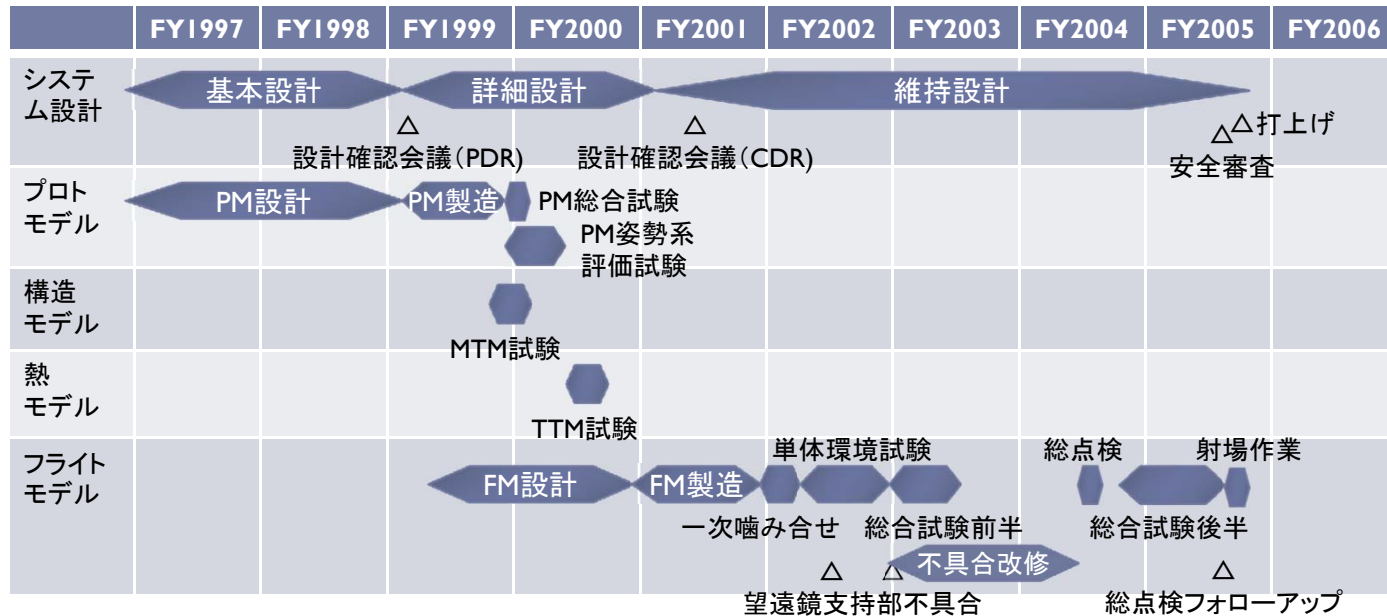 FY1997 FY1998 FY1999 FY2000 FY2001 FY2002 FY2003 FY2004 FY2005 FY2006
システ
ム設計
基本設計 詳細設計 維持設計
△ △ △△打上げ
設計確認会議(PDR) 設計確認会議(CDR) 安全審査
プロト
モデル
PM設計 PM製造 PM総合試験
PM姿勢系
評価試験
構造
モデル
MTM試験
熱
モデル
TTM試験
フライト
モデル
単体環境試験 総点検 射場作業
FM設計 FM製造
一次噛み合せ 総合試験前半 総合試験後半
不具合改修
△ △ △
望遠鏡支持部不具合 総点検フォローアップ